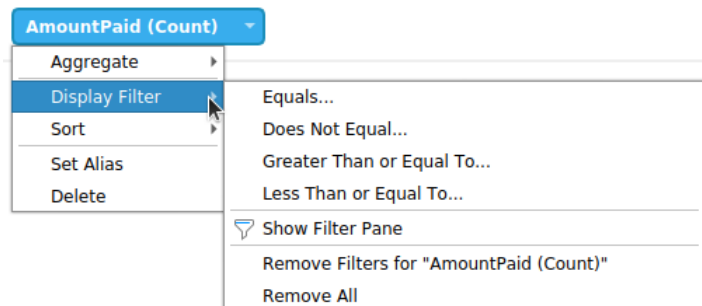 AmountPaid (Count)
Aggregate
Display Filter
Sort
Set Alias
Delete
Equals...
Does Not Equal...
Greater Than or Equal To...
Less Than or Equal To...
Show Filter Pane
Remove Filters for "AmountPaid (Count)"
Remove All